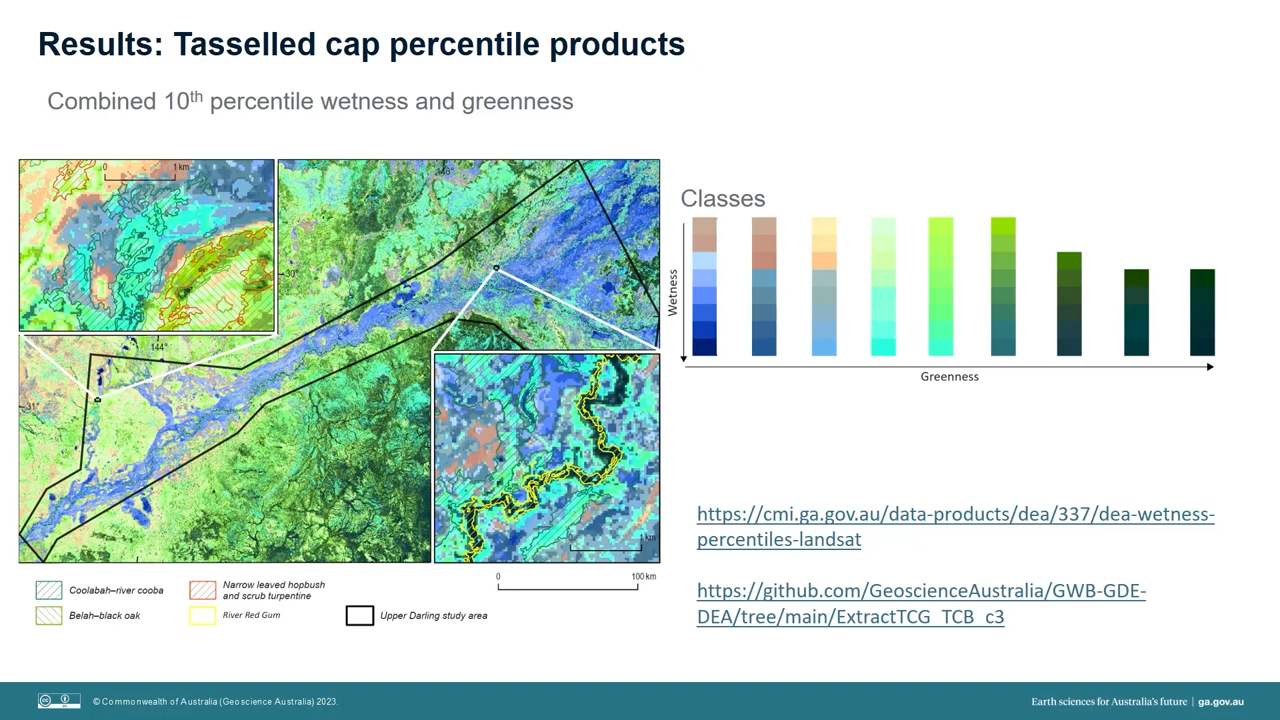 Results: Tasselled cap percentile products
Combined 10th percentile wetness and greenness
0 1 km
144°
30°
31°
Classes
Wetness
Greenness
https://cmi.ga.gov.au/data-products/dea/337/dea-wetness-
percentiles-landsat
https://github.com/GeoscienceAustralia/GWB-GDE-
DEA/tree/main/ExtractTCG_TCB_c3
0 100 km
Coolabah–river cooba
Narrow leaved hopbush
and scrub turpentine
Belah–black oak
River Red Gum
Upper Darling study area
© Commonwealth of Australia (Geoscience Australia) 2023.
Earth sciences for Australia's future | ga.gov.au